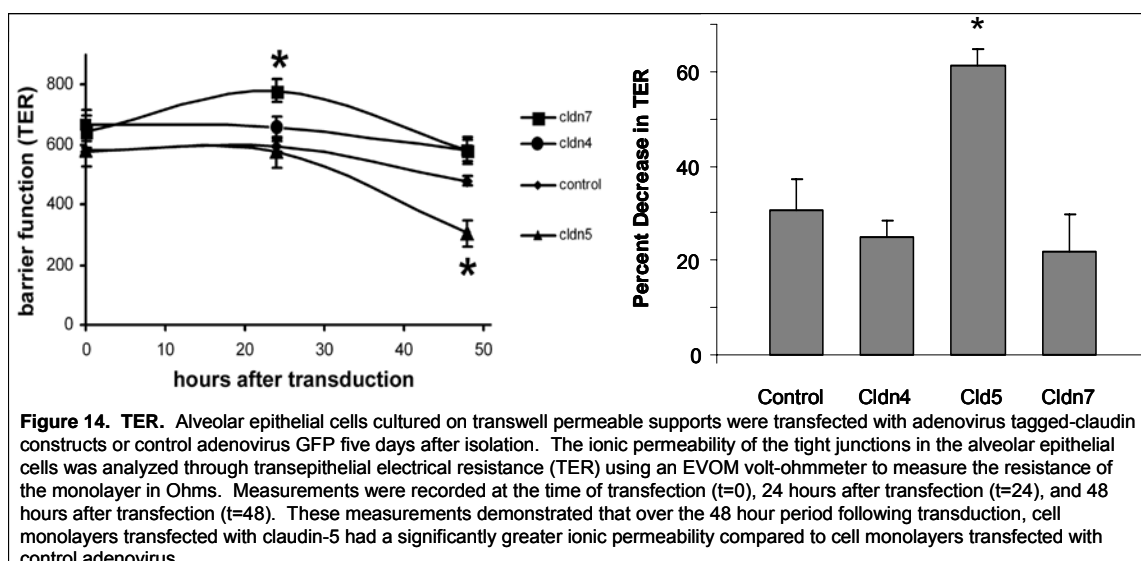 *
800
600
400
200
0
barrier function (TER)
0 10 20 30 40 50
hours after transduction
*
cldn7
cldn4
control
cldn5
*
60
40
20
0
Percent Decrease in TER
Control Cldn4 Cld5 Cldn7
Figure 14. TER. Alveolar epithelial cells cultured on transwell permeable supports were transfected with adenovirus tagged-claudin
constructs or control adenovirus GFP five days after isolation. The ionic permeability of the tight junctions in the alveolar epithelial
cells was analyzed through transepithelial electrical resistance (TER) using an EVOM volt-ohmmeter to measure the resistance of
the monolayer in Ohms. Measurements were recorded at the time of transfection (t=0), 24 hours after transfection (t=24), and 48
hours after transfection (t=48). These measurements demonstrated that over the 48 hour period following transduction, cell
monolayers transfected with claudin-5 had a significantly greater ionic permeability compared to cell monolayers transfected with
control adenovirus.